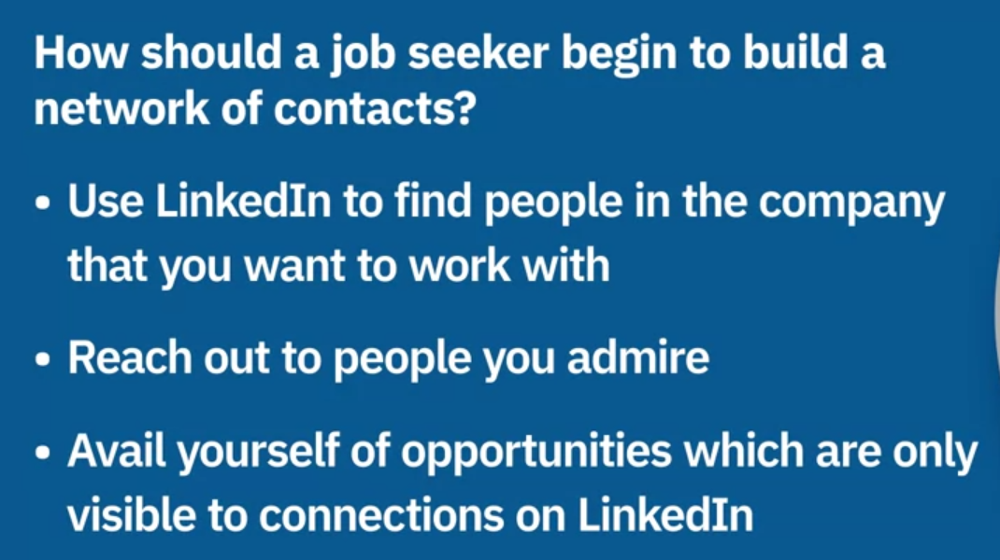 How should a job seeker begin to build a
network of contacts?
• Use LinkedIn to find people in the company
that you want to work with
• Reach out to people you admire
• Avail yourself of opportunities which are only
visible to connections on LinkedIn